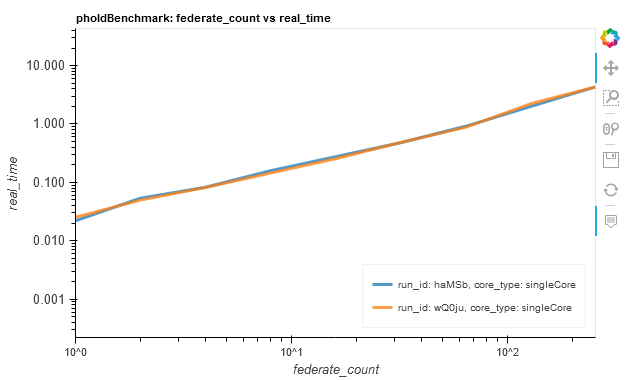 pholdBenchmark: federate_count vs real_time
10.000
1.000
0.100
0.010
0.001
real_time
run_id: haMSb, core_type: singleCore
run_id: wQ0ju, core_type: singleCore
10^0
10^1
10^2
federate_count